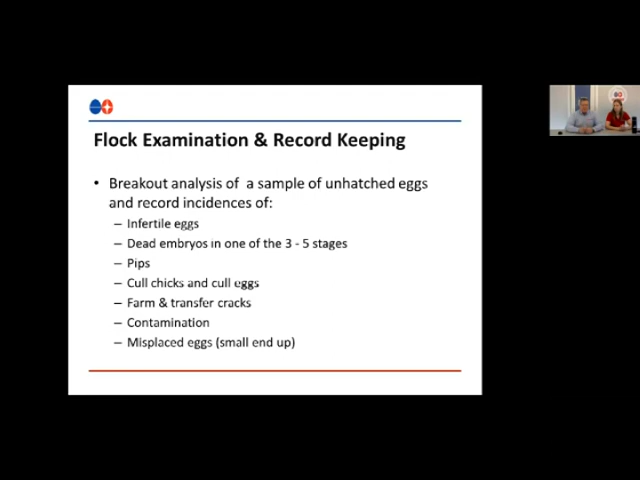 Flock Examination & Record Keeping
• Breakout analysis of a sample of unhatched eggs
and record incidences of:
– Infertile eggs
– Dead embryos in one of the 3 - 5 stages
– Pips
– Cull chicks and cull eggs
– Farm & transfer cracks
– Contamination
– Misplaced eggs (small end up)